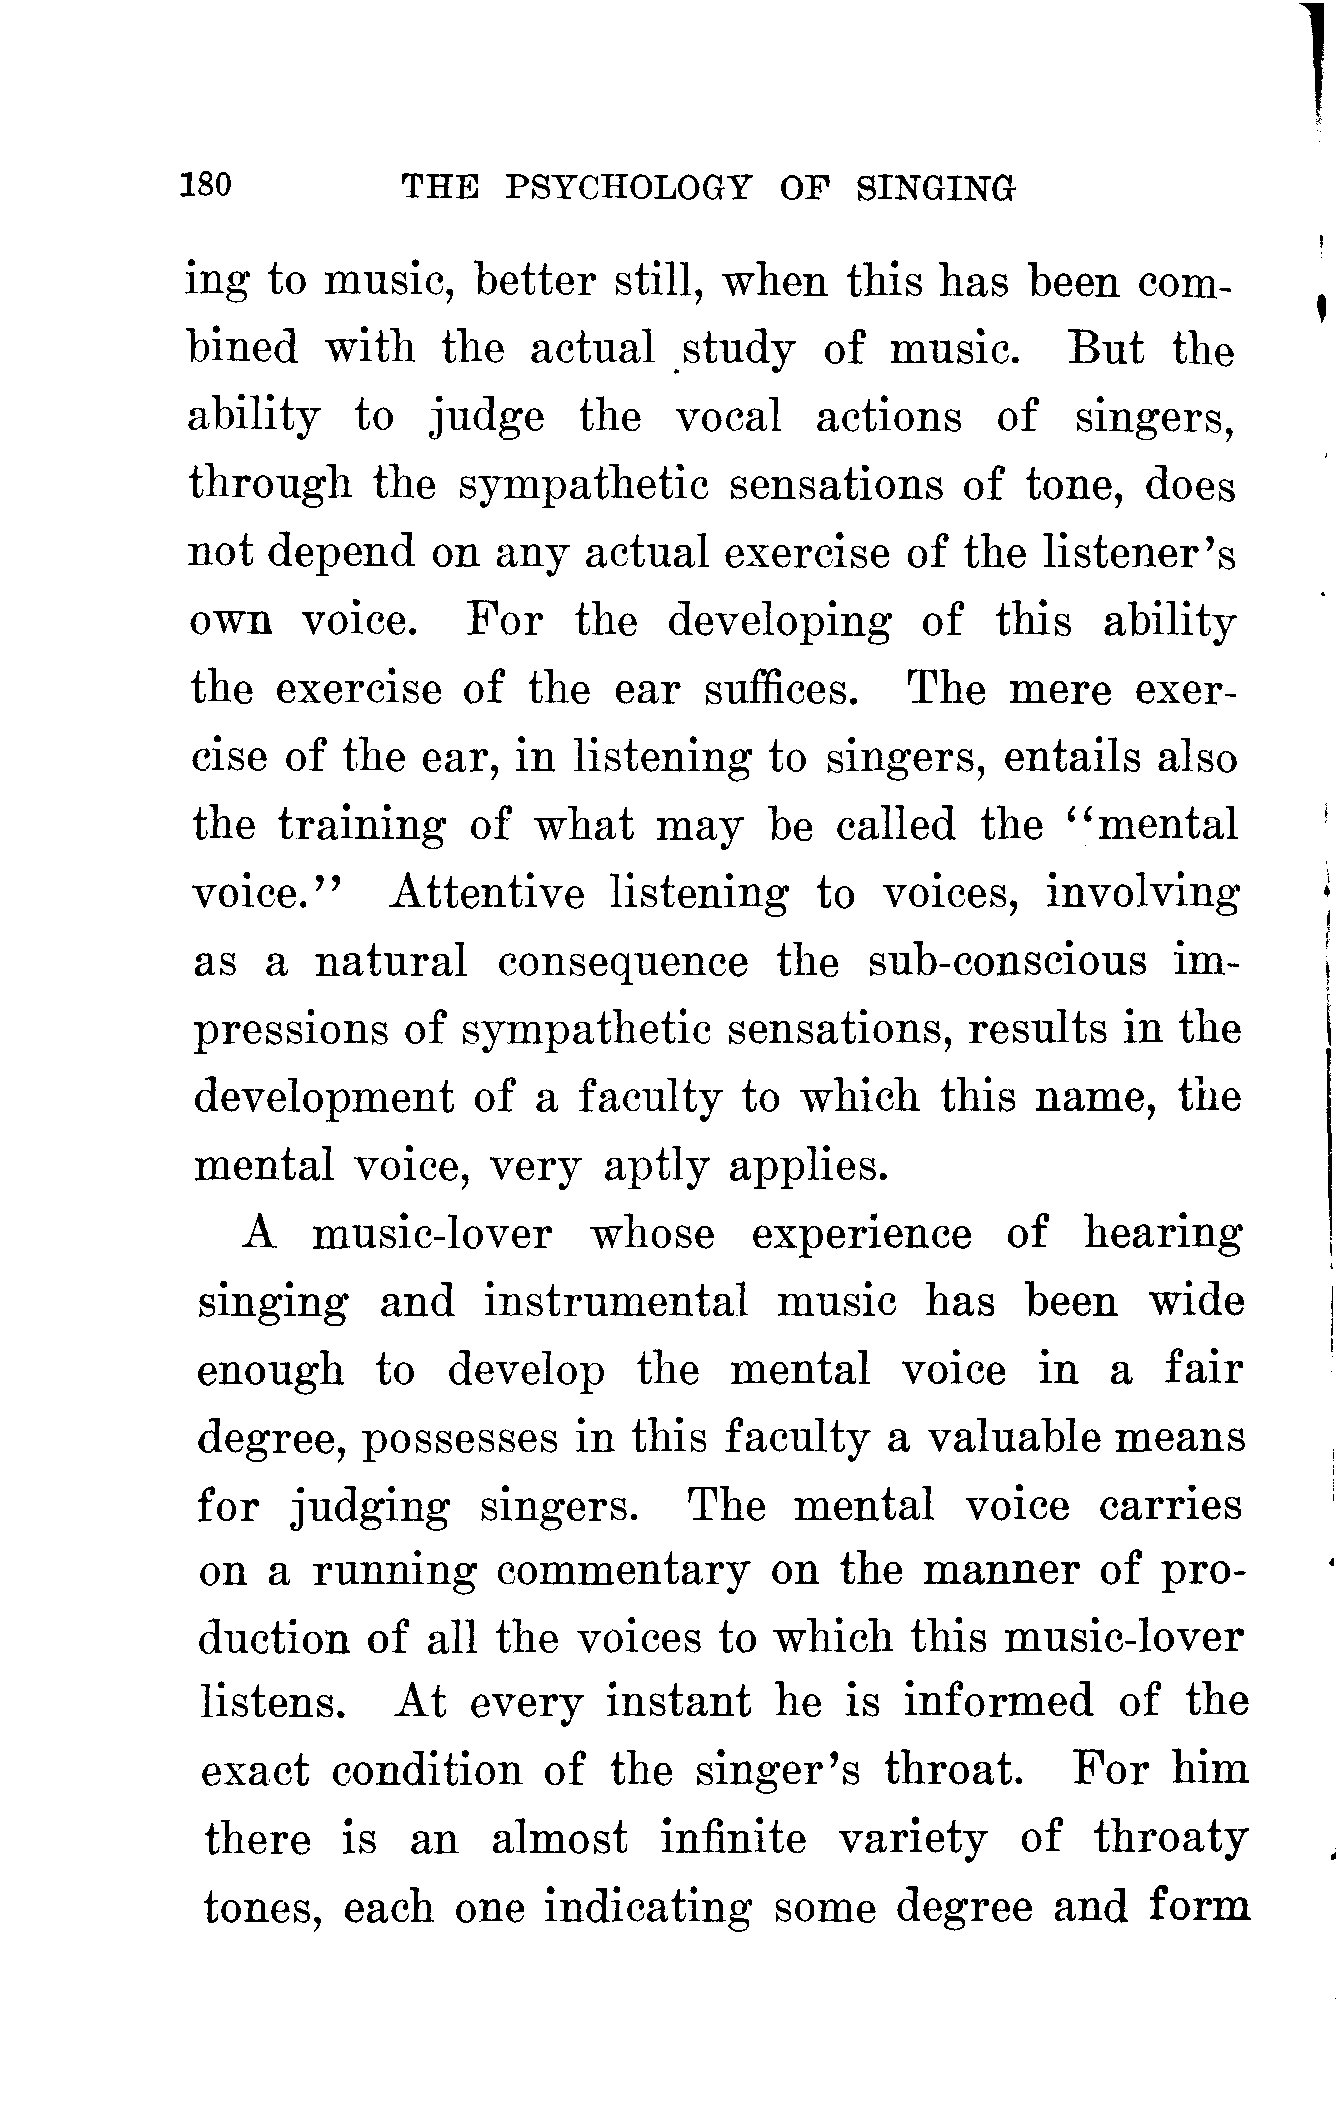 180 THE PSYCHOLOGY OF SINGING
ing to music, better still, when this has been com-
bined with the actual study of music. But the
ability to judge the vocal actions of singers,
through the sympathetic sensations of tone, does
not depend on any actual exercise of the listener's
own voice. For the developing of this ability
the exercise of the ear suffices. The mere exer-
cise of the ear, in listening to singers, entails also
the training of what may be called the "mental
voice." Attentive listening to voices, involving
as a natural consequence the sub-conscious im-
pressions of sympathetic sensations, results in the
development of a faculty to which this name, the
mental voice, very aptly applies.
A music-lover whose experience of hearing
singing and instrumental music has been wide
enough to develop the mental voice in a fair
degree, possesses in this faculty a valuable means
for judging singers. The mental voice carries
on a running commentary on the manner of pro-
duction of all the voices to which this music-lover
listens. At every instant he is informed of the
exact condition of the singer's throat. For him
there is an almost infinite variety of throaty
tones, each one indicating some degree and form